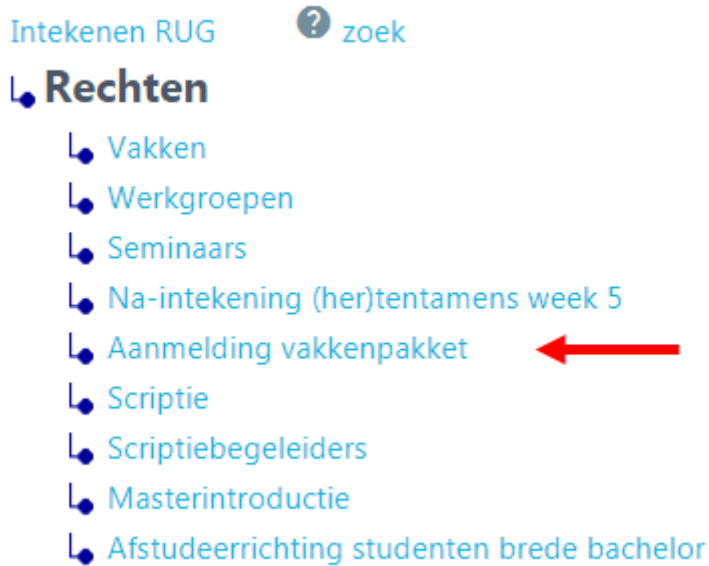 Intekenen RUG ? zoek
Rechten
Vakken
Werkgroepen
Seminaars
Na-intekening (her)tentamens week 5
Aanmelding vakkenpakket
Scriptie
Scriptiebegeleiders
Masterintroductie
Afstudeerrichting studenten brede bachelor